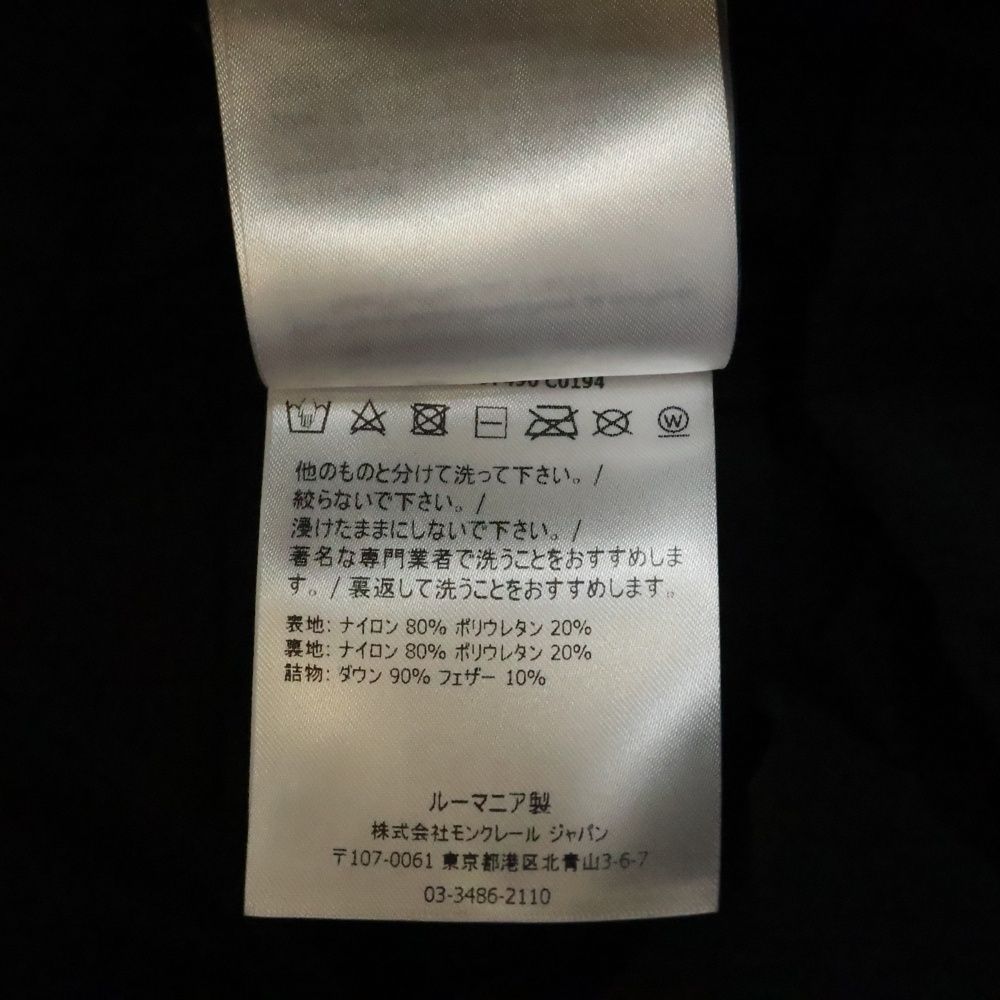 C0194
W
他のものと分けて洗って下さい。/
絞らないで下さい。/
浸けたままにしないで下さい。/
著名な専門業者で洗うことをおすすめしま
す。/ 裏返して洗うことをおすすめします。
表地: ナイロン 80% ポリウレタン 20%
裏地: ナイロン 80% ポリウレタン 20%
詰物: ダウン 90% フェザー 10%
ルーマニア製
株式会社モンクレール ジャパン
〒107-0061 東京都港区北青山3-6-7
03-3486-2110